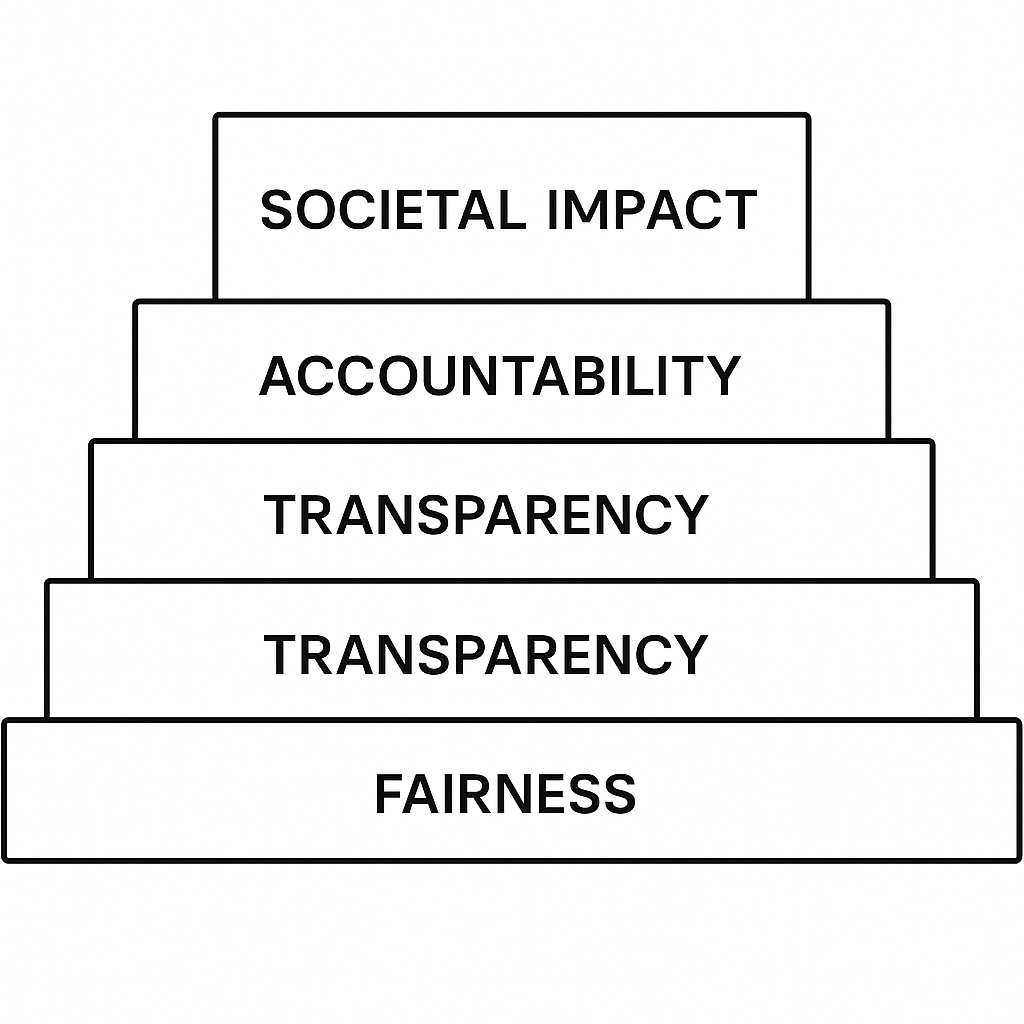 SOCIETAL IMPACT
ACCOUNTABILITY
TRANSPARENCY
TRANSPARENCY
FAIRNESS